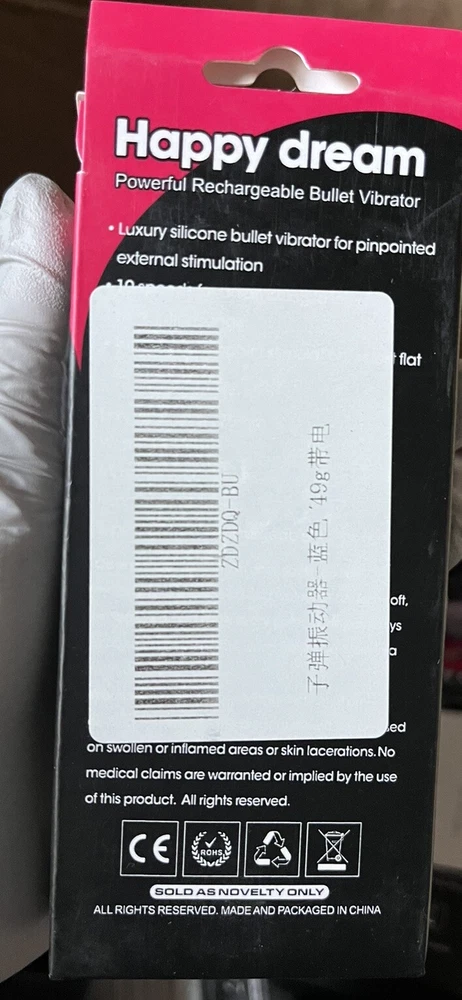 Happy dream
Powerful Rechargeable Bullet Vibrator
• Luxury silicone bullet vibrator for pinpointed
external stimulation
• 10 speeds
flat
ZDZDQ-BU
子弹振动器-蓝色 '49g带电
oft,
ys
a
ed
on swollen or inflamed areas or skin lacerations. No
medical claims are warranted or implied by the use
of this product. All rights reserved.
CE
ROHS
SOLD AS NOVELTY ONLY
ALL RIGHTS RESERVED. MADE AND PACKAGED IN CHINA